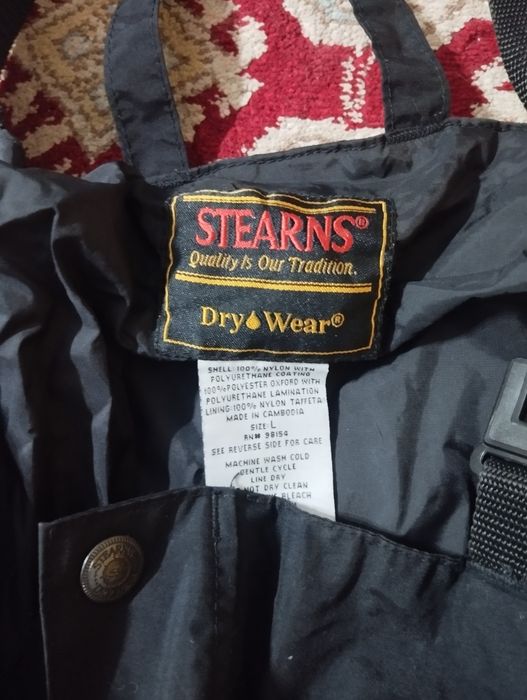 STEARNS®
Quality Is Our Tradition.
Dry Wear®
SHELL: 100% NYLON WITH
POLYURETHANE COATING
100% POLYESTER OXFORD WITH
POLYURETHANE LAMINATION
LINING: 100% NYLON TAFFETA
MADE IN CAMBODIA
SIZE: L
RN# 98154
SEE REVERSE SIDE FOR CARE
MACHINE WASH COLD
GENTLE CYCLE
LINE DRY
NOT DRY CLEAN
BLEACH
STEARNS